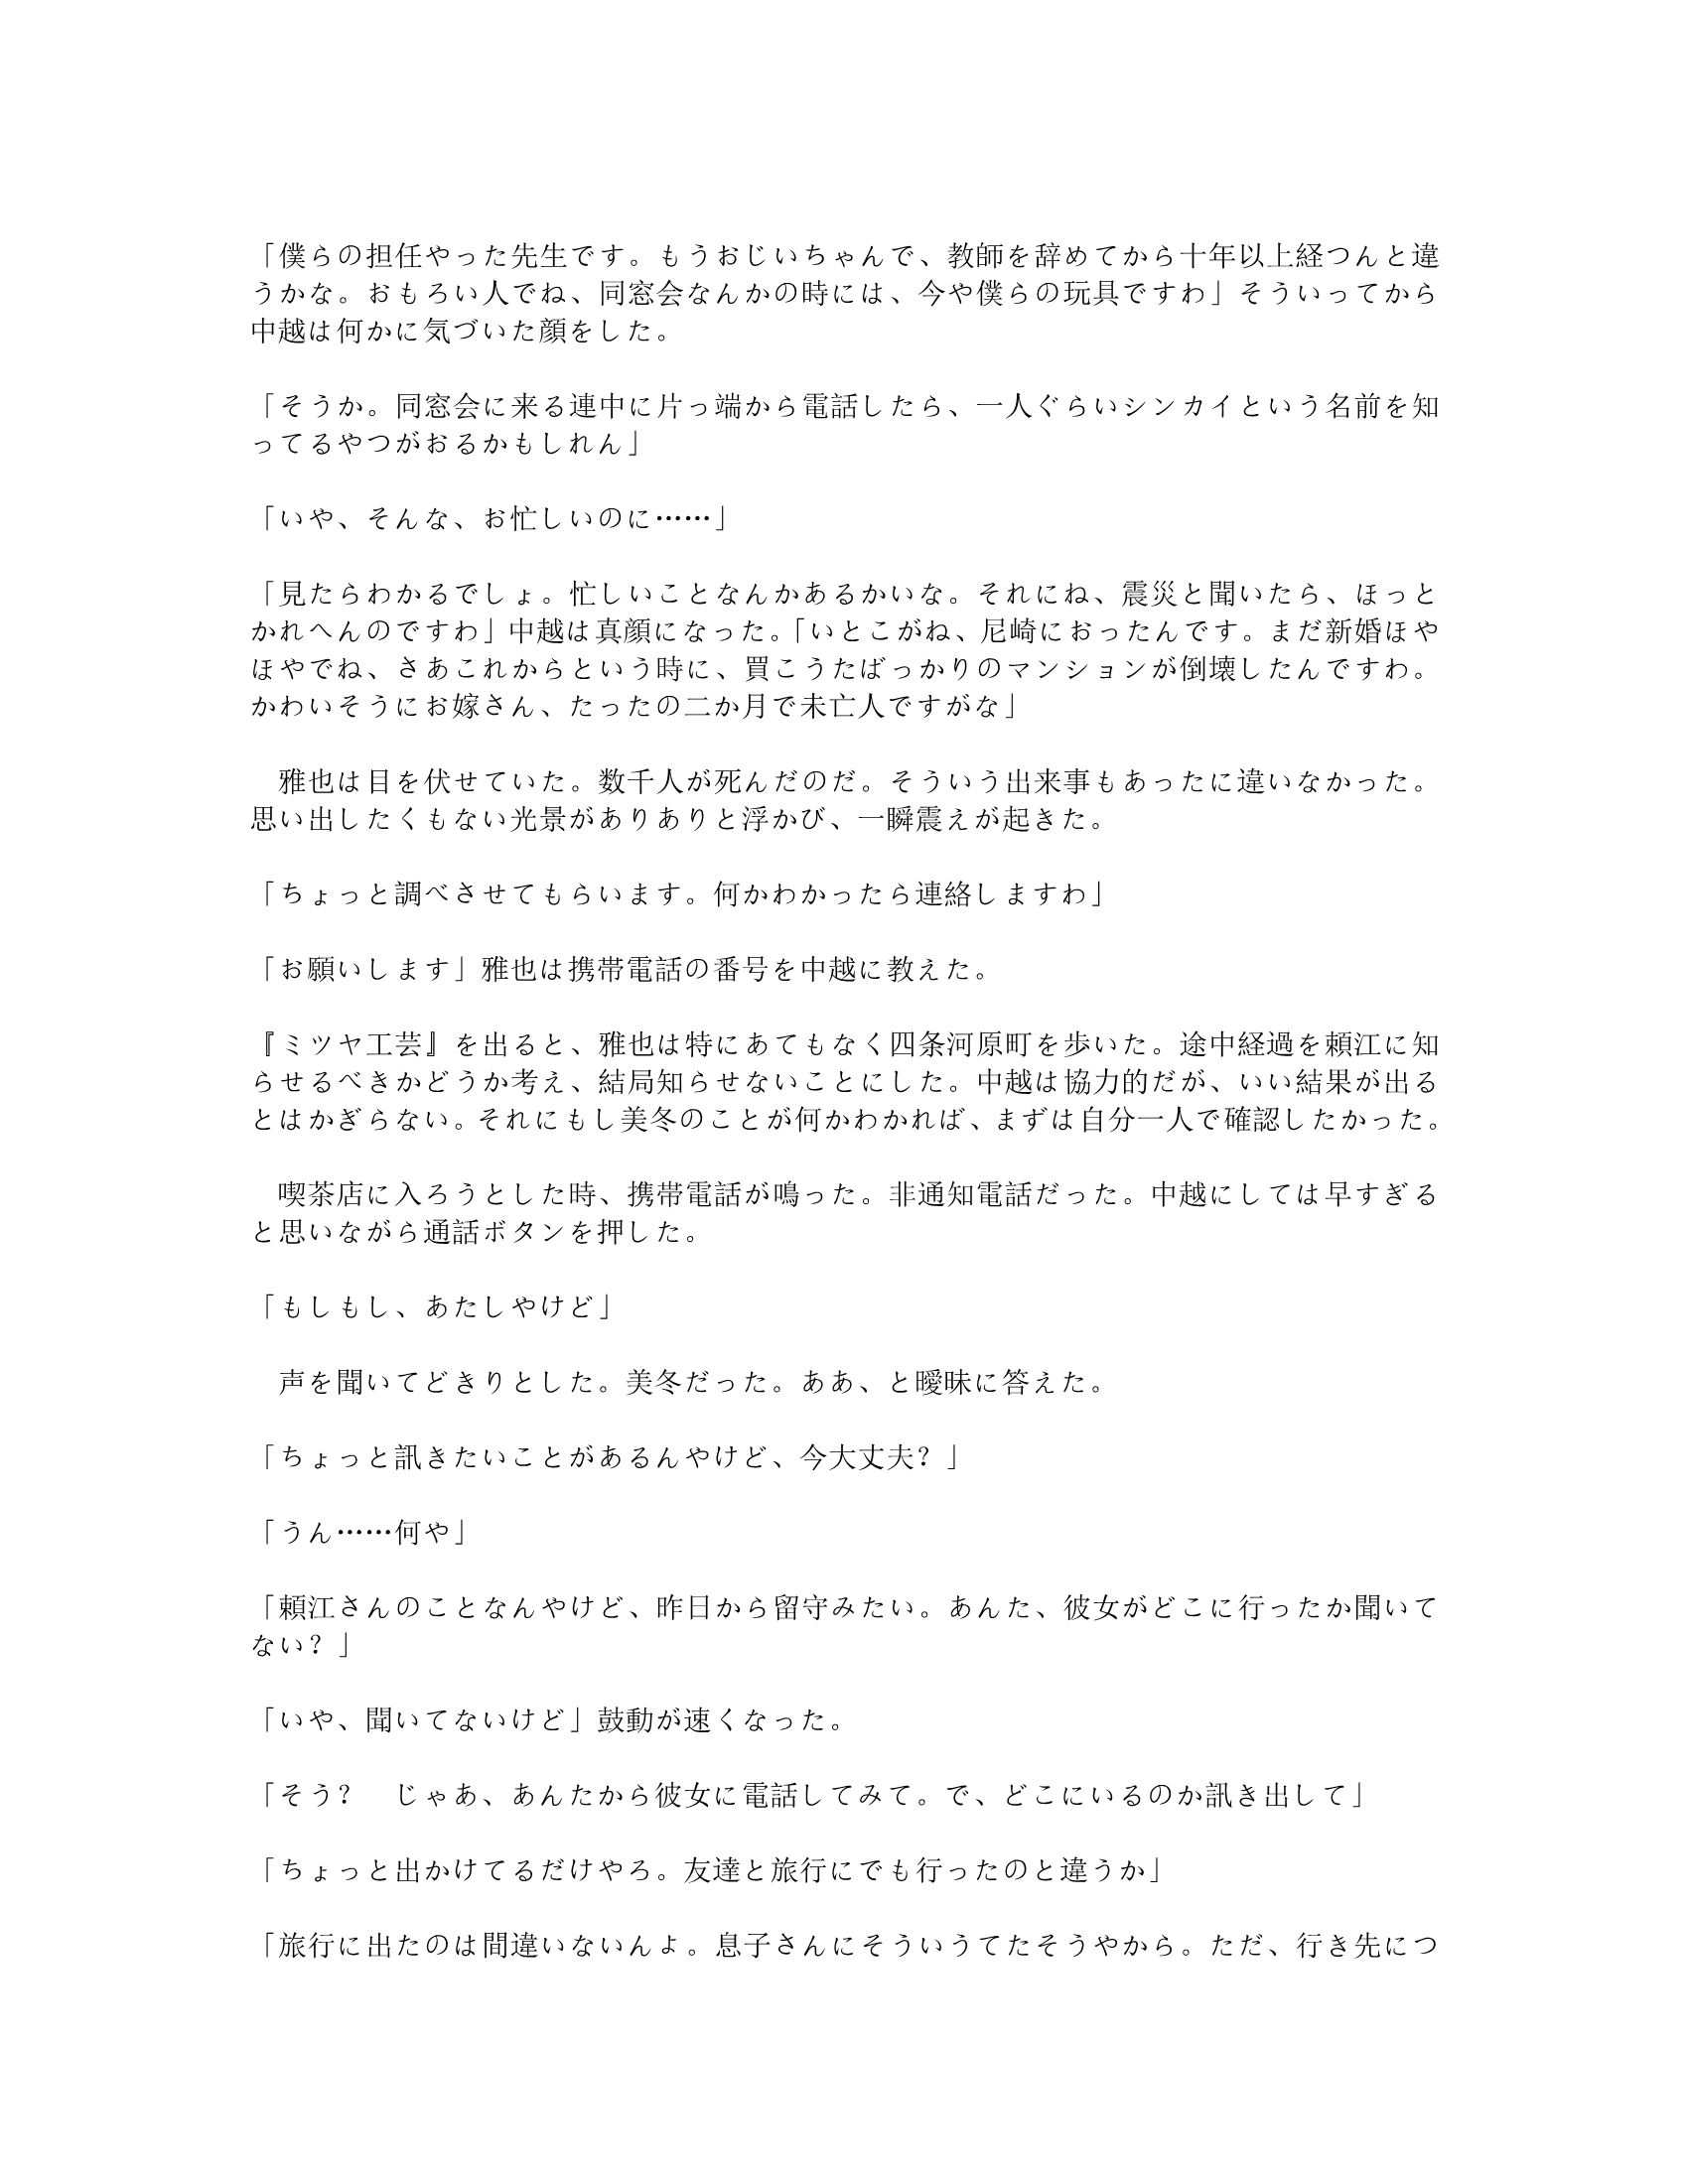 「僕らの担任やった先生です。もうおじいちゃんで、教師を辞めてから十年以上経つんと違
うかな。おもろい人でね、同窓会なんかの時には、今や僕らの玩具ですわ」そういってから
中越は何かに気づいた顔をした。
「そうか。同窓会に来る連中に片っ端から電話したら、一人ぐらいシンカイという名前を知
ってるやつがおるかもしれん」
「いや、そんな、お忙しいのに……」
「見たらわかるでしょ。忙しいことなんかあるかいな。それにね、震災と聞いたら、ほっと
かれへんのですわ」中越は真顔になった。「いとこがね、尼崎におったんです。まだ新婚ほや
ほやでね、さあこれからという時に、買こうたばっかりのマンションが倒壊したんですわ。
かわいそうにお嫁さん、たったの二か月で未亡人ですがな」
　雅也は目を伏せていた。数千人が死んだのだ。そういう出来事もあったに違いなかった。
思い出したくもない光景がありありと浮かび、一瞬震えが起きた。
「ちょっと調べさせてもらいます。何かわかったら連絡しますわ」
「お願いします」雅也は携帯電話の番号を中越に教えた。
『ミツヤ工芸』を出ると、雅也は特にあてもなく四条河原町を歩いた。途中経過を頼江に知
らせるべきかどうか考え、結局知らせないことにした。中越は協力的だが、いい結果が出る
とはかぎらない。それにもし美冬のことが何かわかれば、まずは自分一人で確認したかった。
　喫茶店に入ろうとした時、携帯電話が鳴った。非通知電話だった。中越にしては早すぎる
と思いながら通話ボタンを押した。
「もしもし、あたしやけど」
　声を聞いてどきりとした。美冬だった。ああ、と曖昧に答えた。
「ちょっと訊きたいことがあるんやけど、今大丈夫？」
「うん……何や」
「頼江さんのことなんやけど、昨日から留守みたい。あんた、彼女がどこに行ったか聞いて
ない？」
「いや、聞いてないけど」鼓動が速くなった。
「そう？　じゃあ、あんたから彼女に電話してみて。で、どこにいるのか訊き出して」
「ちょっと出かけてるだけやろ。友達と旅行にでも行ったのと違うか」
「旅行に出たのは間違いないんよ。息子さんにそういうてたそうやから。ただ、行き先につ